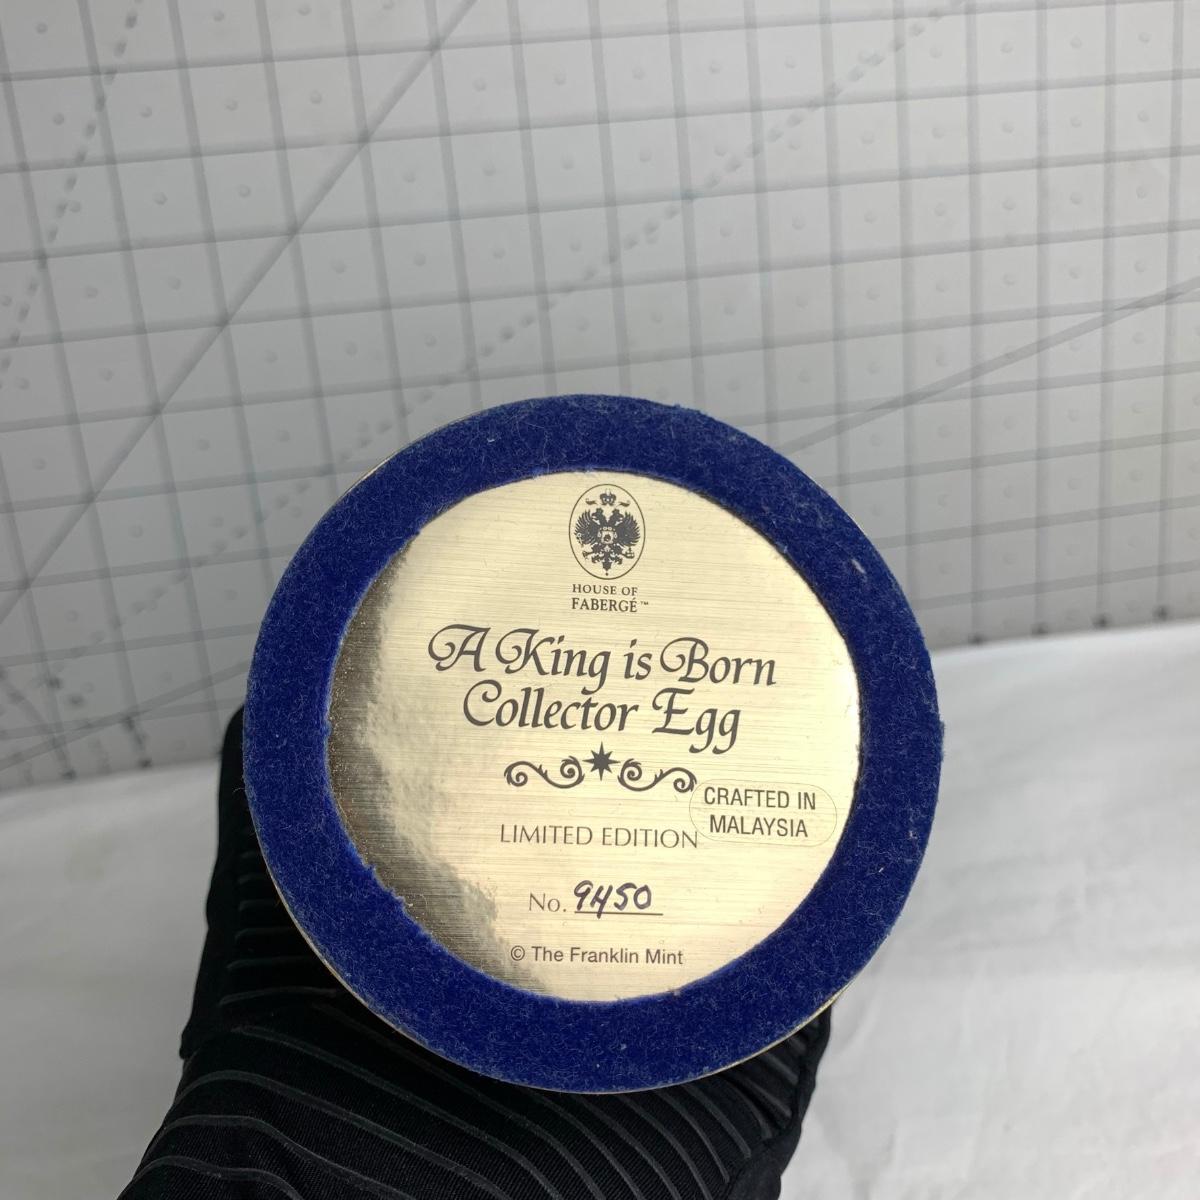 HOUSE OF
FABERGÉ™
A King is Born
Collector Egg
CRAFTED IN
MALAYSIA
LIMITED EDITION
No. 9450
© The Franklin Mint